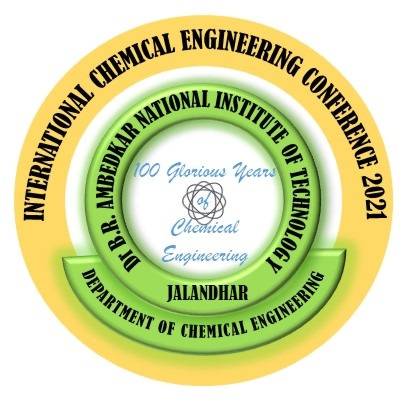 INTERNATIONAL CHEMICAL ENGINEERING CONFERENCE 2021
Dr B.R. AMBEDKAR NATIONAL INSTITUTE OF TECHNOLOGY
100 Glorious Years
of
Chemical
Engineering
JALANDHAR
DEPARTMENT OF CHEMICAL ENGINEERING